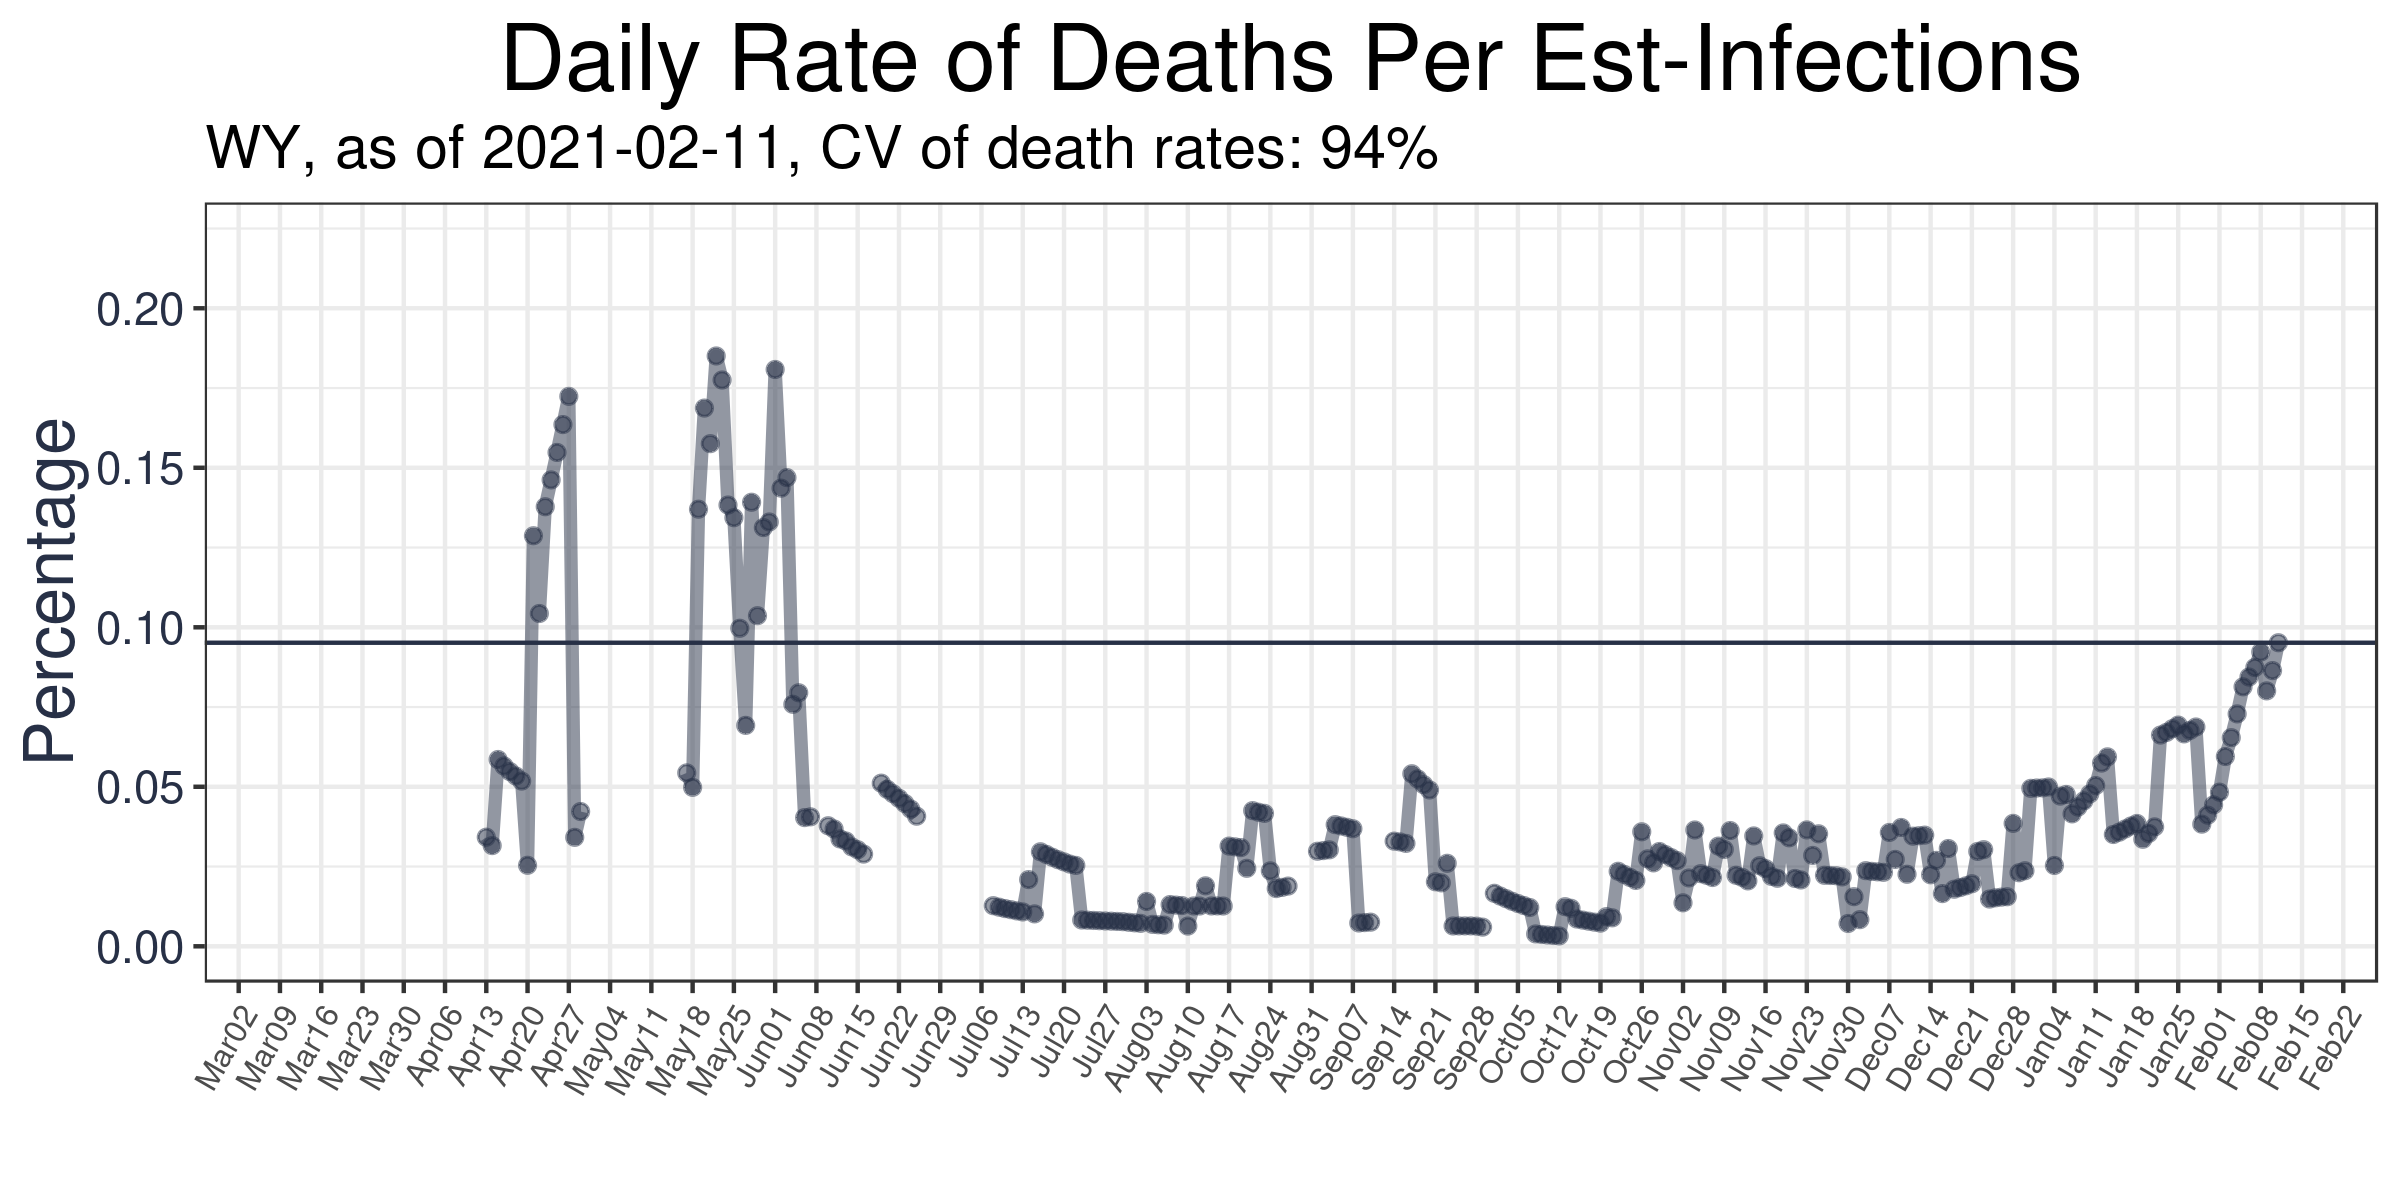 Daily Rate of Deaths Per Est-Infections
WY, as of 2021-02-11, CV of death rates: 94%
Percentage
0.20
0.15
0.10
0.05
0.00
Mar02
Mar09
Mar16
Mar23
Mar30
Apr06
Apr13
Apr20
Apr27
May04
May11
May18
May25
Jun01
Jun08
Jun15
Jun22
Jun29
Jul06
Jul13
Jul20
Jul27
Aug03
Aug10
Aug17
Aug24
Aug31
Sep07
Sep14
Sep21
Sep28
Oct05
Oct12
Oct19
Oct26
Nov02
Nov09
Nov16
Nov23
Nov30
Dec07
Dec14
Dec21
Dec28
Jan04
Jan11
Jan18
Jan25
Feb01
Feb08
Feb15
Feb22